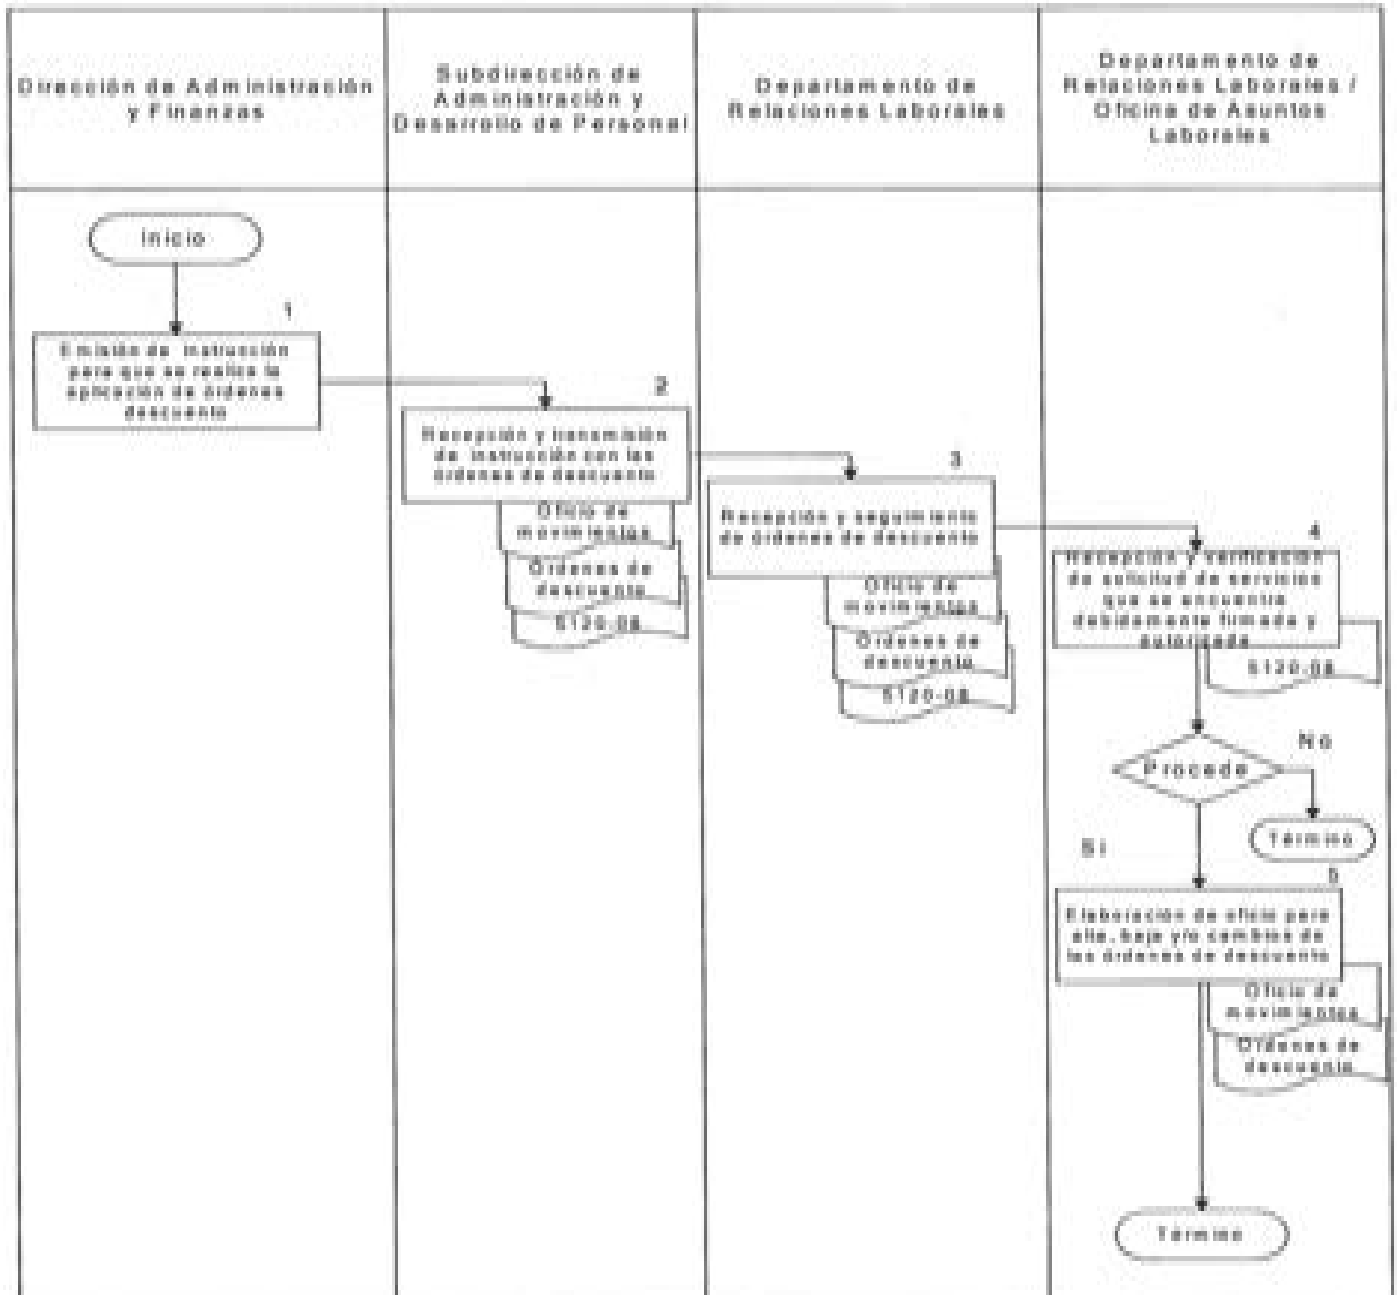 Dirección de Administración
y Finanzas
Subdirección de
Administración y
Desarrollo de Personal
Departamento de
Relaciones Laborales
Departamento de
Relaciones Laborales /
Oficina de Asuntos
Laborales
Inicio
1
Emisión de instrucción
para que se realice la
aplicación de órdenes
descuento
2
Recepción y transmisión
de instrucción con las
órdenes de descuento
Oficio de
movimientos
Órdenes de
descuento
5120-08
3
Recepción y seguimiento
de órdenes de descuento
Oficio de
movimientos
Órdenes de
descuento
5120-08
4
Recepción y verificación
de solicitud de servicios
que se encuentra
debidamente firmada y
autorizada
5120-08
Procede
No
Término
Si
5
Elaboración de oficio para
alta, baja y/o cambios de
las órdenes de descuento
Oficio de
movimientos
Órdenes de
descuento
Término